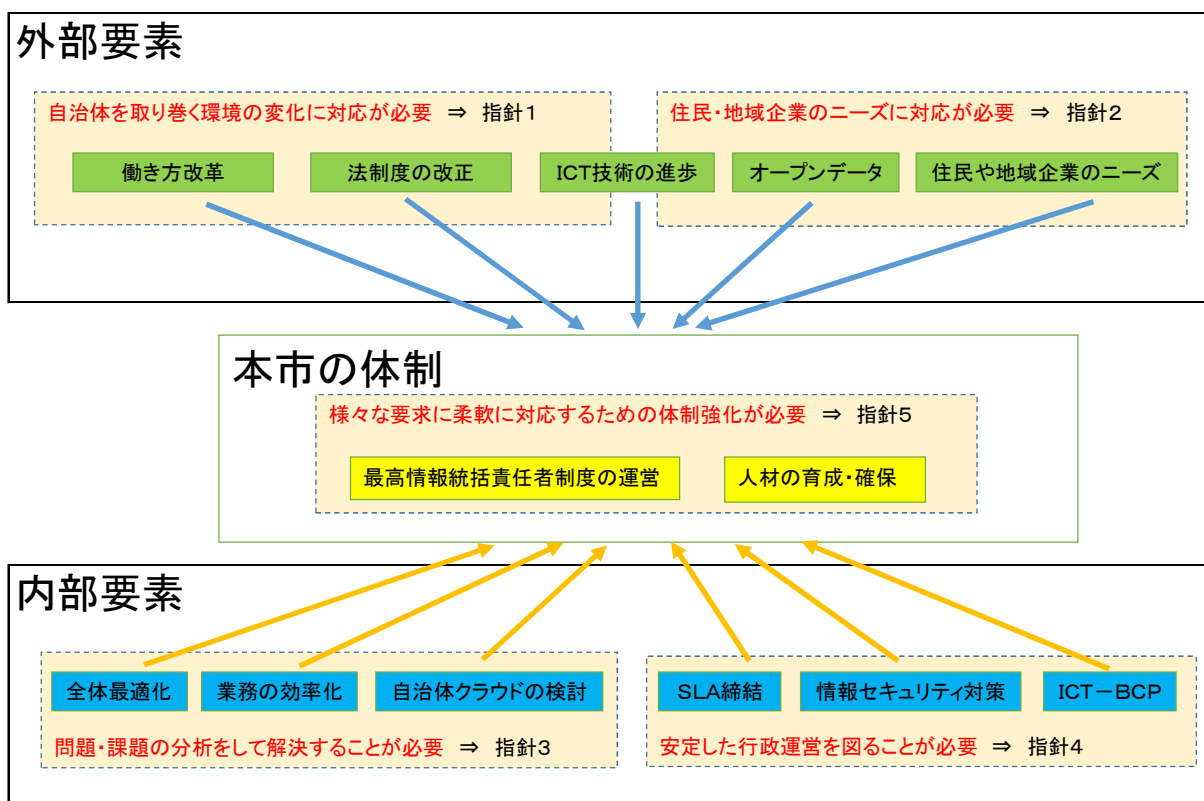 外部要素
自治体を取り巻く環境の変化に対応が必要 ⇒ 指針1
住民・地域企業のニーズに対応が必要 ⇒ 指針2
働き方改革
法制度の改正
ICT技術の進歩
オープンデータ
住民や地域企業のニーズ
本市の体制
様々な要求に柔軟に対応するための体制強化が必要 ⇒ 指針5
最高情報統括責任者制度の運営
人材の育成・確保
内部要素
全体最適化
業務の効率化
自治体クラウドの検討
SLA締結
情報セキュリティ対策
ICT-BCP
問題・課題の分析をして解決することが必要 ⇒ 指針3
安定した行政運営を図ることが必要 ⇒ 指針4